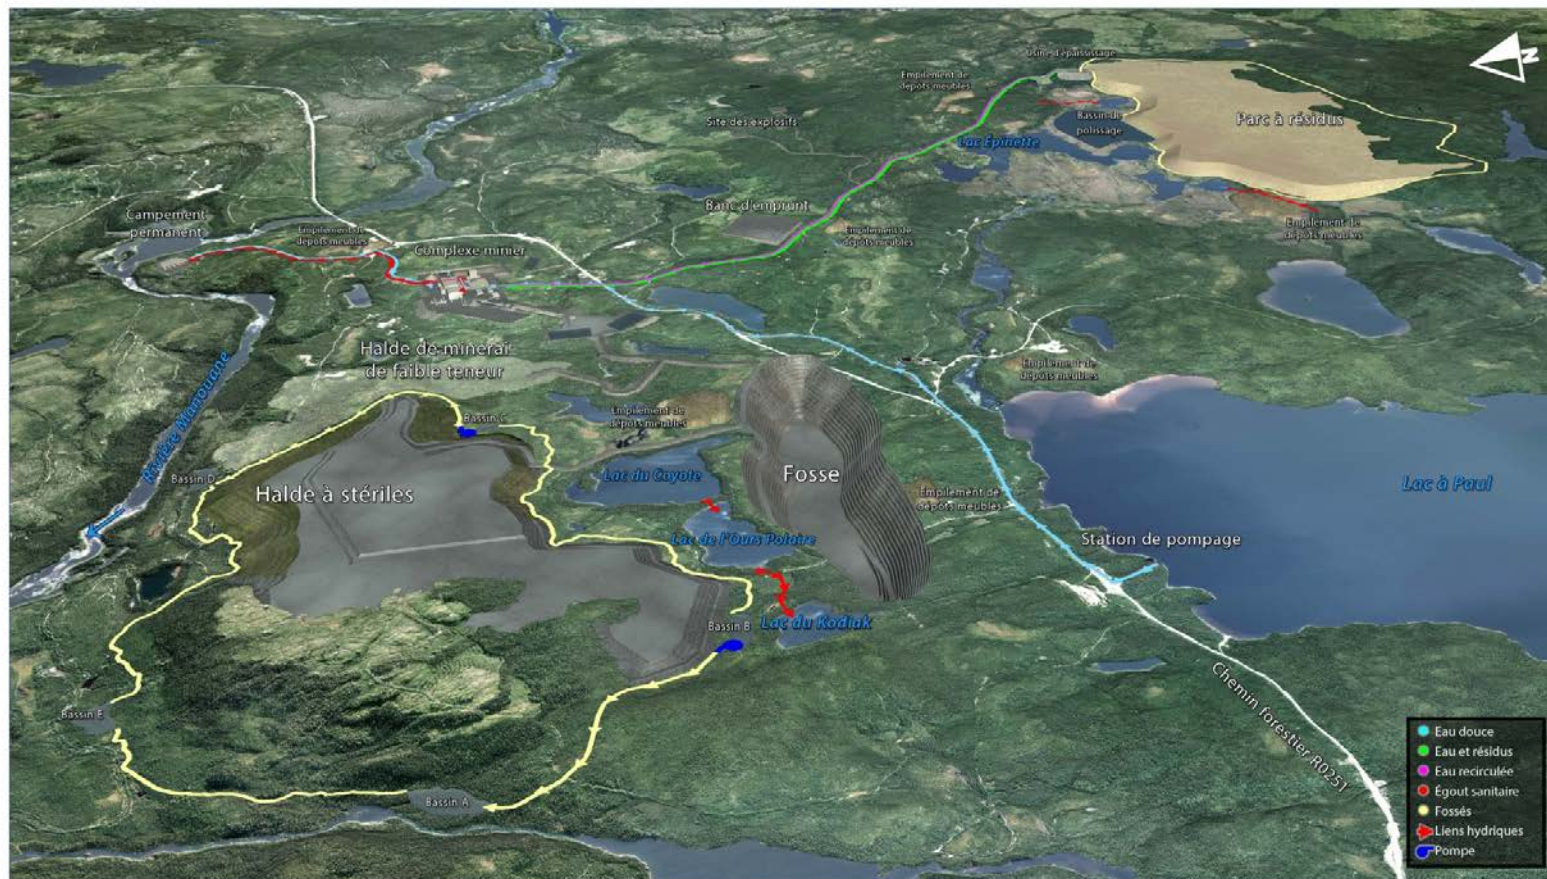 N
Usine d'épaississage
Empilement de
dépôts meubles
Site des explosifs
Bassin de
polissage
Parc à résidus
Lac Épinette
Banc d'emprunt
Campement
permanent
Empilement de
dépôts meubles
Complexe minier
Empilement de
dépôts meubles
Empilement de
dépôts meubles
Halde de minerai
de faible teneur
Rivière Manouane
Empilement de
dépôts meubles
Bassin C
Empilement de
dépôts meubles
Bassin D
Halde à stériles
Lac du Coyote
Fosse
Lac à Paul
Empilement de
dépôts meubles
Lac de l'Ours Polaire
Station de pompage
Bassin B
Lac du Kodiak
Chemin forestier R0251
Bassin E
Bassin A
Eau douce
Eau et résidus
Eau recirculée
Égout sanitaire
Fossés
Liens hydriques
Pompe